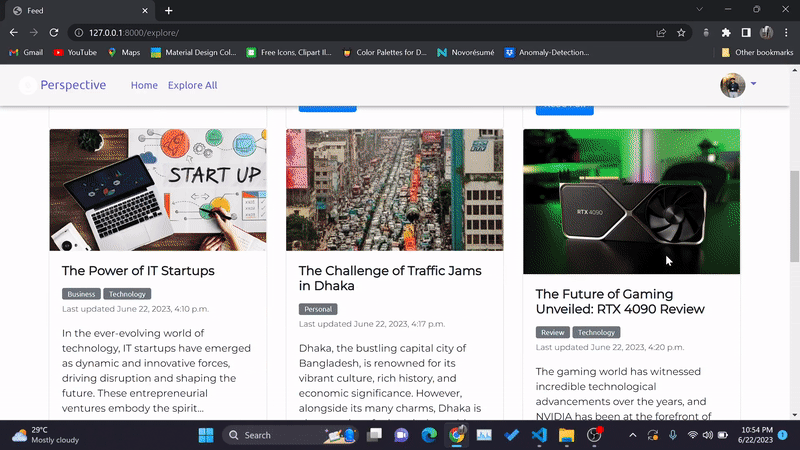 Feed
127.0.0.1:8000/explore/
Gmail
YouTube
Maps
Material Design Col...
Free Icons, Clipart Ill...
Color Palettes for D...
Novorésumé
Anomaly-Detection...
Other bookmarks
Perspective
Home
Explore All
START UP
The Power of IT Startups
Business Technology
Last updated June 22, 2023, 4:10 p.m.
In the ever-evolving world of
technology, IT startups have emerged
as dynamic and innovative forces,
driving disruption and shaping the
future. These entrepreneurial
ventures embody the spirit...
The Challenge of Traffic Jams
in Dhaka
Personal
Last updated June 22, 2023, 4:17 p.m.
Dhaka, the bustling capital city of
Bangladesh, is renowned for its
vibrant culture, rich history, and
economic significance. However,
alongside its many charms, Dhaka is
RTX 4090
The Future of Gaming
Unveiled: RTX 4090 Review
Review Technology
Last updated June 22, 2023, 4:20 p.m.
The gaming world has witnessed
incredible technological
advancements over the years, and
NVIDIA has been at the forefront of
29°C
Mostly cloudy
Search
10:54 PM
6/22/2023